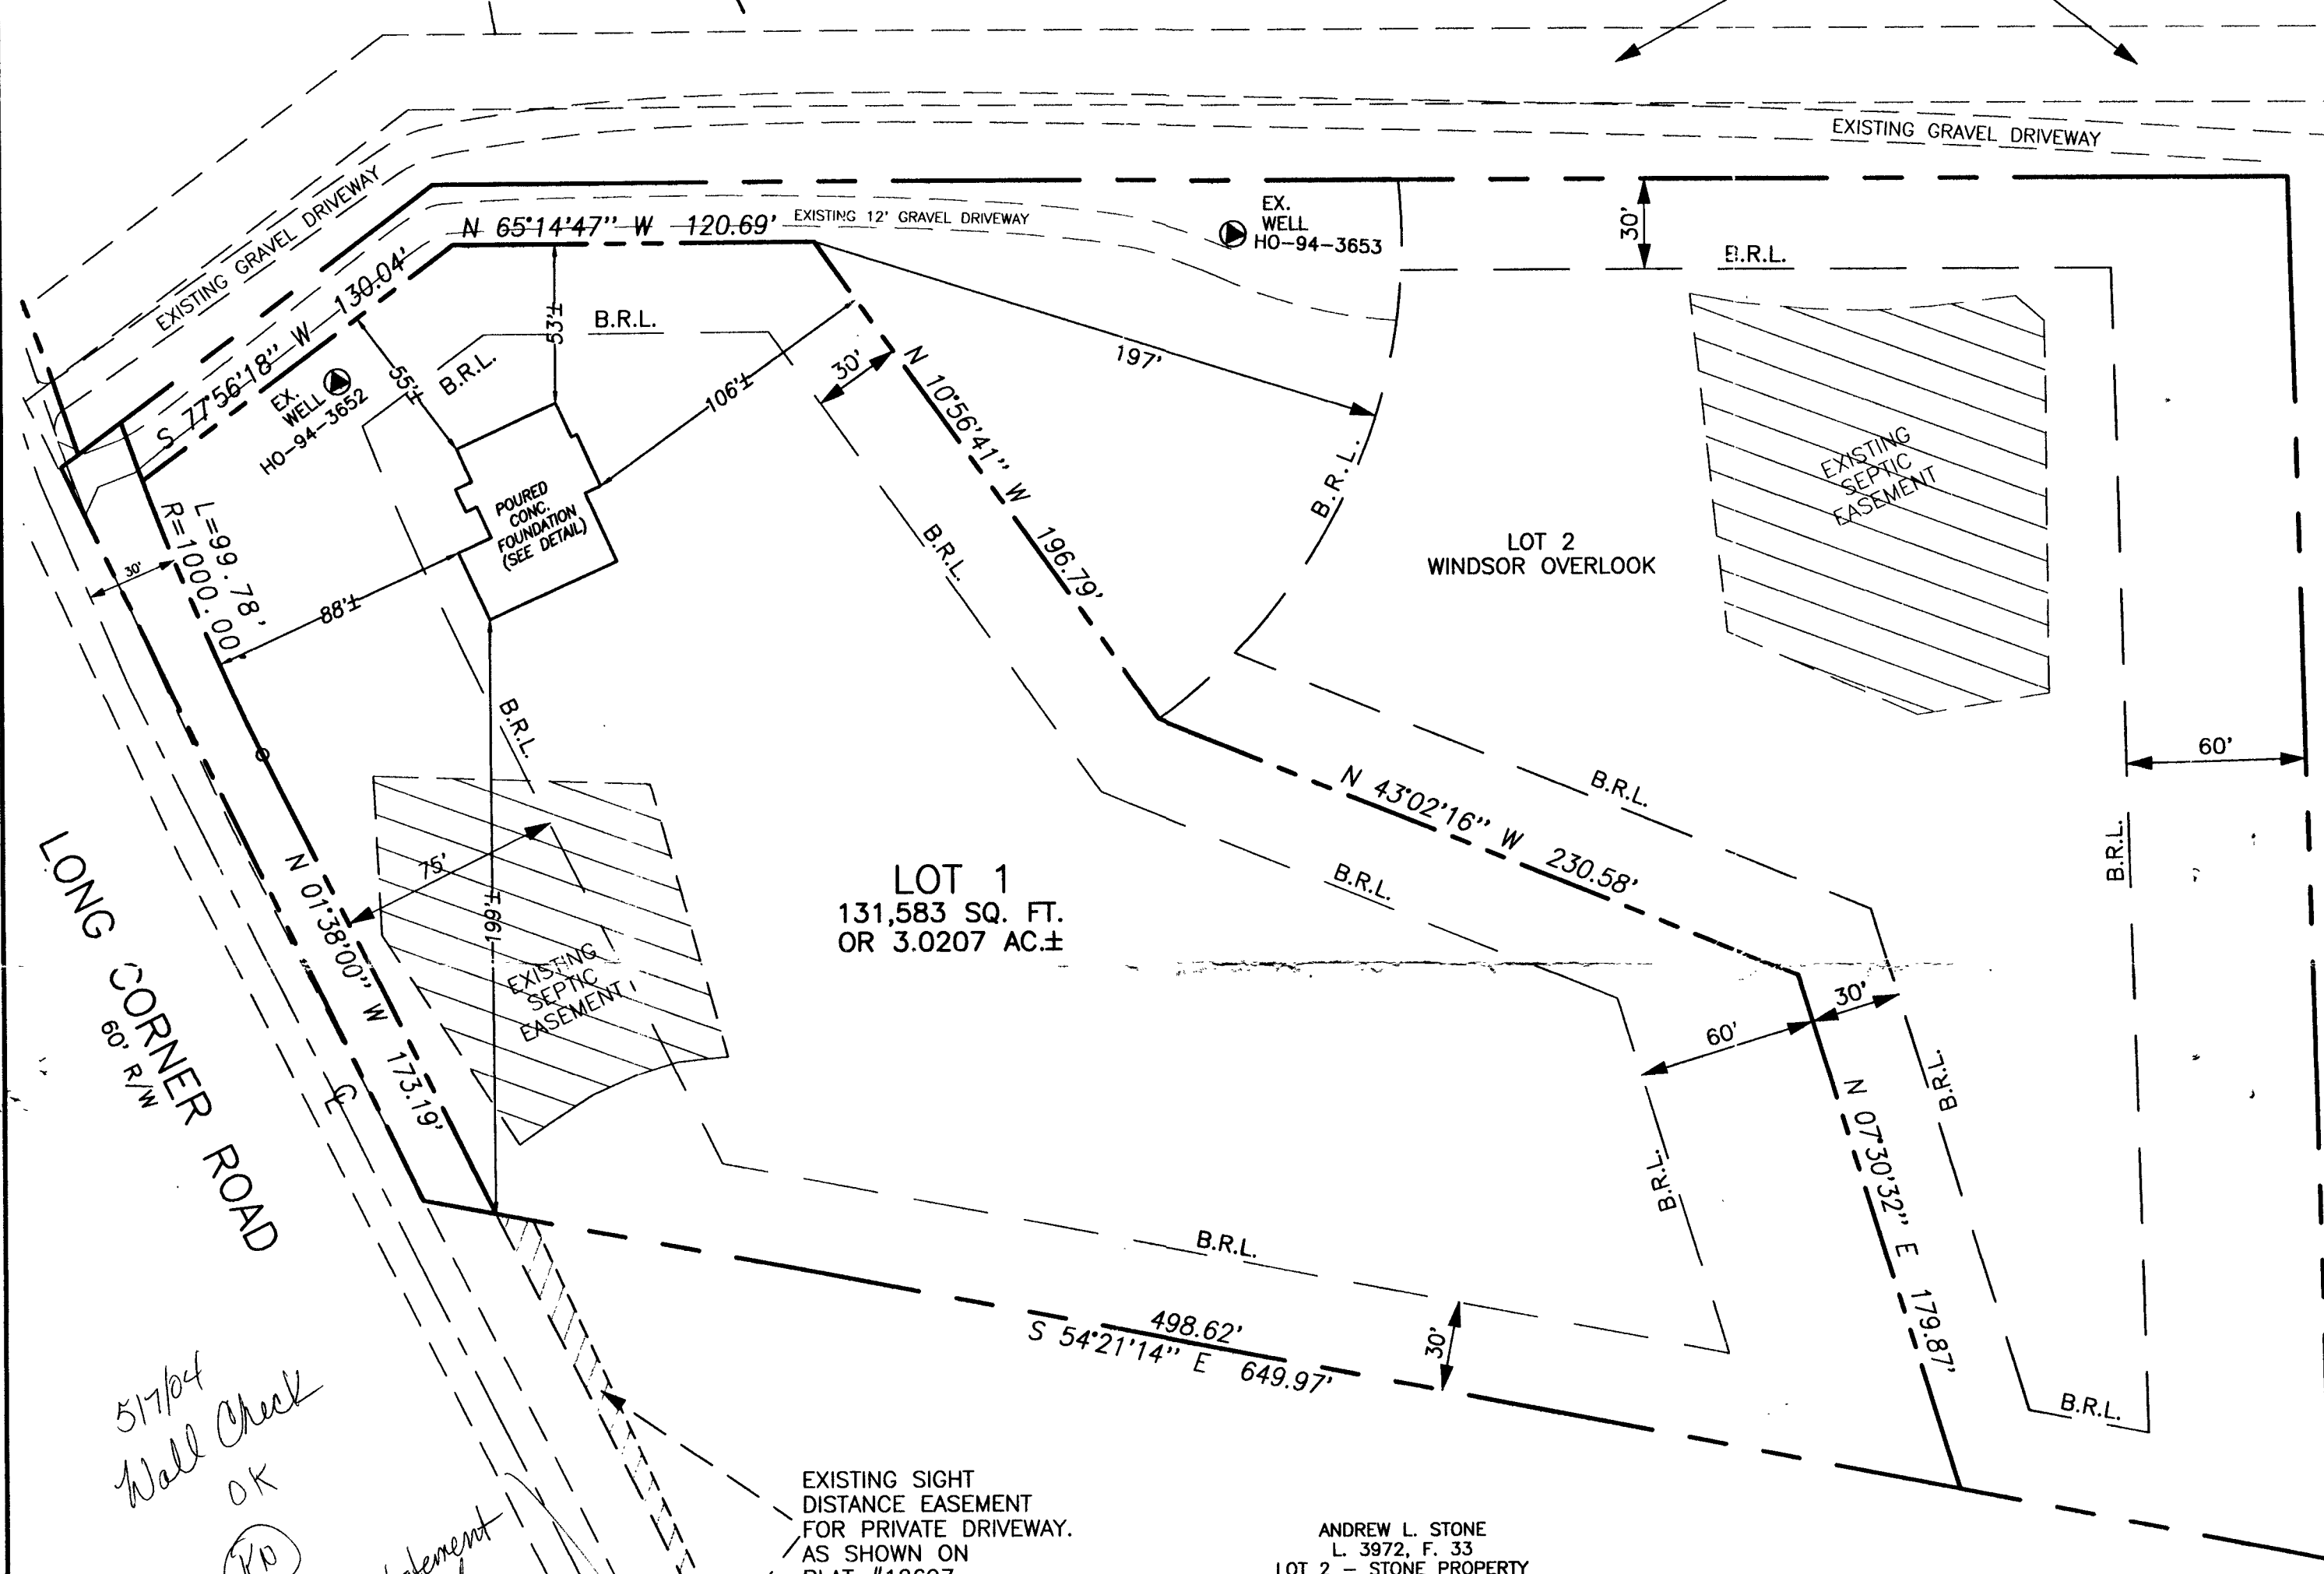 EXISTING GRAVEL DRIVEWAY
EXISTING GRAVEL DRIVEWAY
N 65°14'47" W 120.69'
EXISTING 12' GRAVEL DRIVEWAY
EX.
WELL
HO-94-3653
30'
B.R.L.
S 77°56'18" W 130.04'
EX.
WELL
HO-94-3652
55'±
B.R.L.
53'±
B.R.L.
106'±
30'
197'
N 10°56'41" W 196.79'
B.R.L.
B.R.L.
POURED
CONC.
FOUNDATION
(SEE DETAIL)
EXISTING
SEPTIC
EASEMENT
LOT 2
WINDSOR OVERLOOK
L=99.78'
R=1000.00'
30'
88'±
B.R.L.
60'
N 43°02'16" W 230.58'
B.R.L.
B.R.L.
B.R.L.
LONG CORNER ROAD
60' R/W
N 01°38'00" W 173.19'
75'
199'±
EXISTING
SEPTIC
EASEMENT
LOT 1
131,583 SQ. FT.
OR 3.0207 AC.±
60'
30'
N 07°30'32" E 179.87'
B.R.L.
B.R.L.
B.R.L.
B.R.L.
498.62'
S 54°21'14" E 649.97'
30'
5/7/04
Wall Check
OK
EXISTING SIGHT
DISTANCE EASEMENT
FOR PRIVATE DRIVEWAY.
AS SHOWN ON
ANDREW L. STONE
L. 3972, F. 33
LOT 2 - STONE PROPERTY